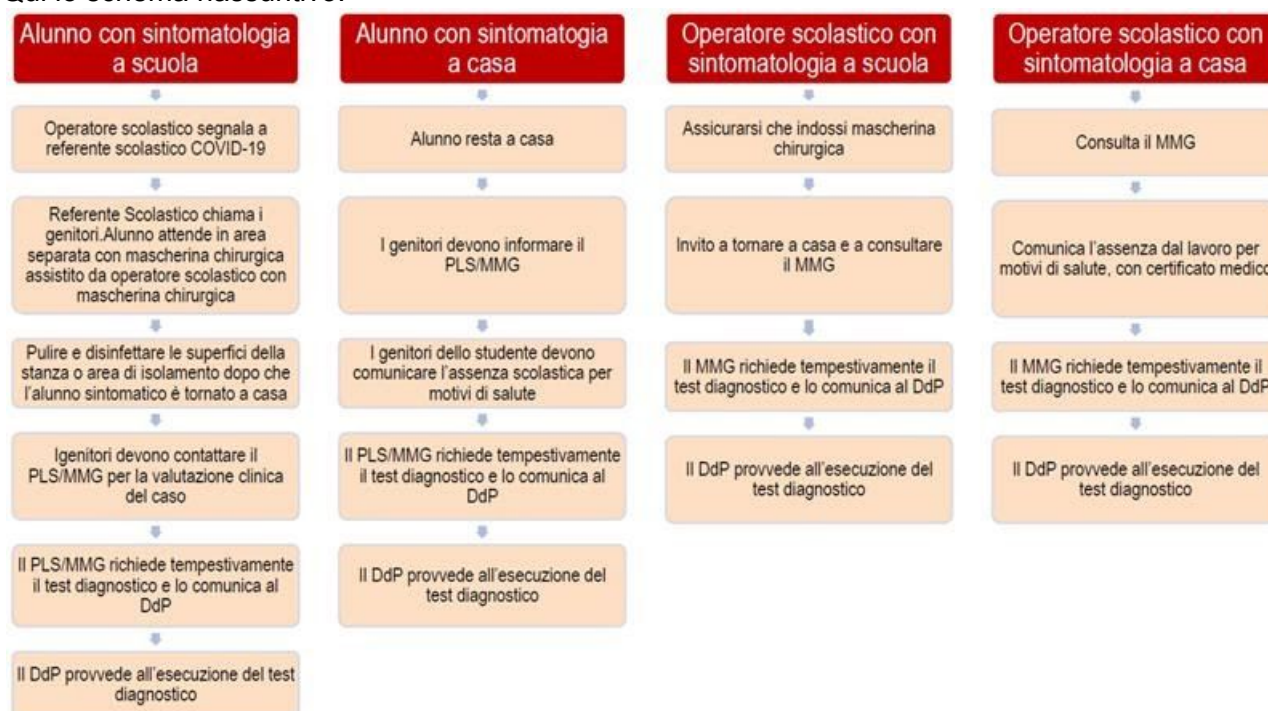 Qui lo schema riassuntivo:
Alunno con sintomatologia
a scuola
Operatore scolastico segnala a
referente scolastico COVID-19
Referente Scolastico chiama i
genitori.Alunno attende in area
separata con mascherina chirurgica
assistito da operatore scolastico con
mascherina chirurgica
Pulire e disinfettare le superfici della
stanza o area di isolamento dopo che
l'alunno sintomatico è tornato a casa
Igenitori devono contattare il
PLS/MMG per la valutazione clinica
del caso
Il PLS/MMG richiede tempestivamente
il test diagnostico e lo comunica al
DdP
Il DdP provvede all'esecuzione del test
diagnostico
Alunno con sintomatogia
a casa
Alunno resta a casa
I genitori devono informare il
PLS/MMG
I genitori dello studente devono
comunicare l'assenza scolastica per
motivi di salute
Il PLS/MMG richiede tempestivamente
il test diagnostico e lo comunica al
DdP
Il DdP provvede all'esecuzione del
test diagnostico
Operatore scolastico con
sintomatologia a scuola
Assicurarsi che indossi mascherina
chirurgica
Invito a tornare a casa e a consultare
il MMG
Il MMG richiede tempestivamente il
test diagnostico e lo comunica al DdP
Il DdP provvede all'esecuzione del
test diagnostico
Operatore scolastico con
sintomatologia a casa
Consulta il MMG
Comunica l'assenza dal lavoro per
motivi di salute, con certificato medico
Il MMG richiede tempestivamente il
test diagnostico e lo comunica al DdP
Il DdP provvede all'esecuzione del
test diagnostico